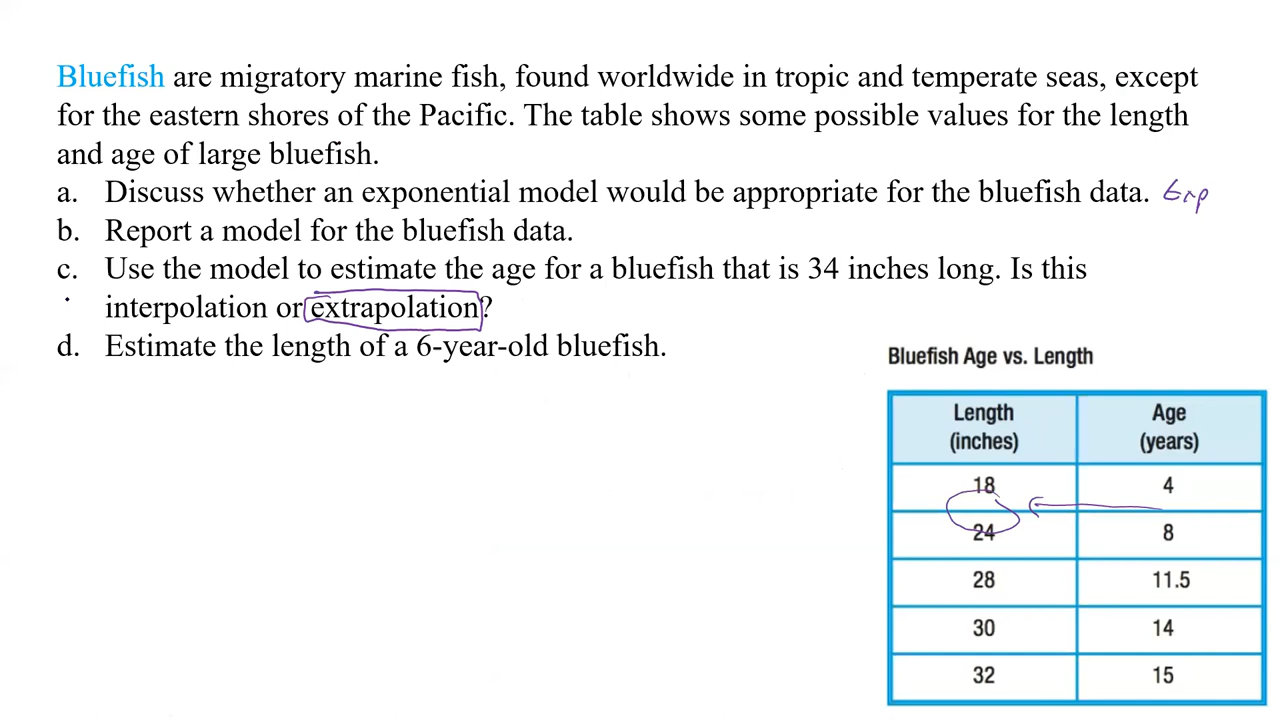 Bluefish are migratory marine fish, found worldwide in tropic and temperate seas, except
for the eastern shores of the Pacific. The table shows some possible values for the length
and age of large bluefish.
a. Discuss whether an exponential model would be appropriate for the bluefish data. Exp
b. Report a model for the bluefish data.
c. Use the model to estimate the age for a bluefish that is 34 inches long. Is this
interpolation or extrapolation?
d. Estimate the length of a 6-year-old bluefish.
Bluefish Age vs. Length
Length Age
(inches) (years)
18 4
24 8
28 11.5
30 14
32 15